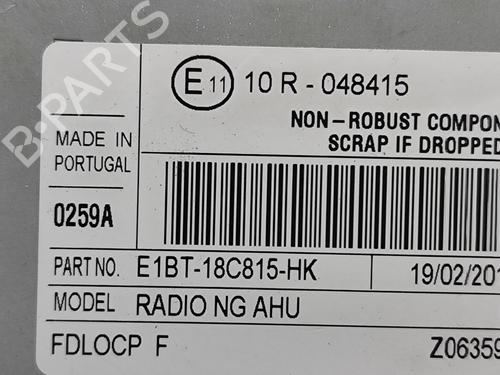 E 11 10 R - 048415
NON-ROBUST COMPON
SCRAP IF DROPPED
MADE IN
PORTUGAL
0259A
PART NO. E1BT-18C815-HK 19/02/201
MODEL RADIO NG AHU
FDLOCP F Z06359
B-PARTS